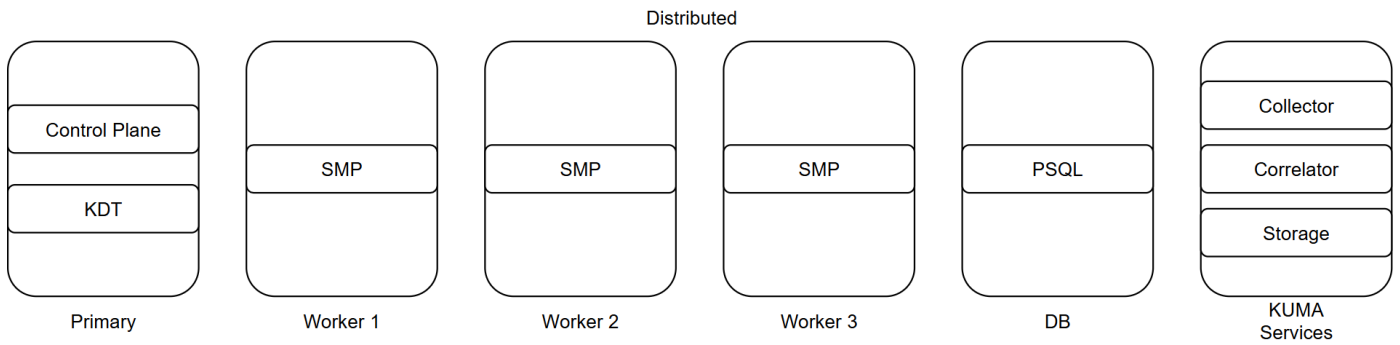 Distributed
Control Plane
KDT
Primary
SMP
Worker 1
SMP
Worker 2
SMP
Worker 3
PSQL
DB
Collector
Correlator
Storage
KUMA
Services